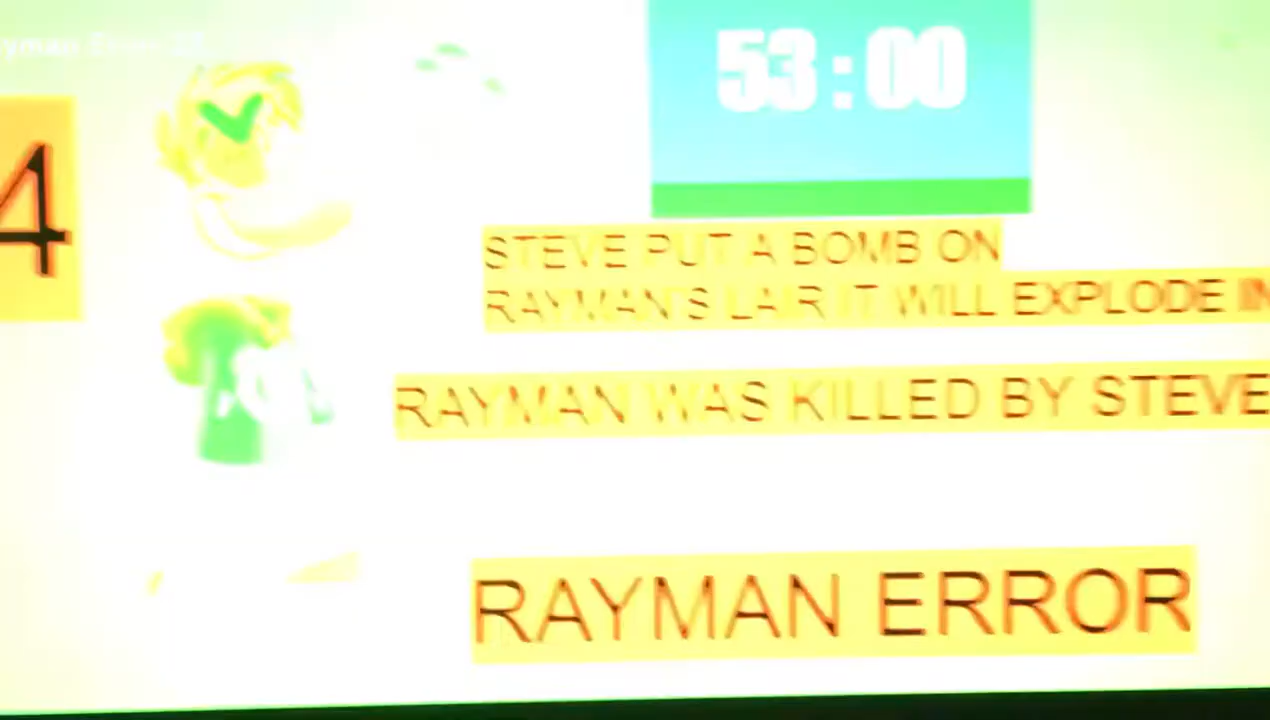 53:00
4
STEVE PUT A BOMB ON
RAYMAN'S LAIR IT WILL EXPLODE IN
RAYMAN WAS KILLED BY STEVE
RAYMAN ERROR